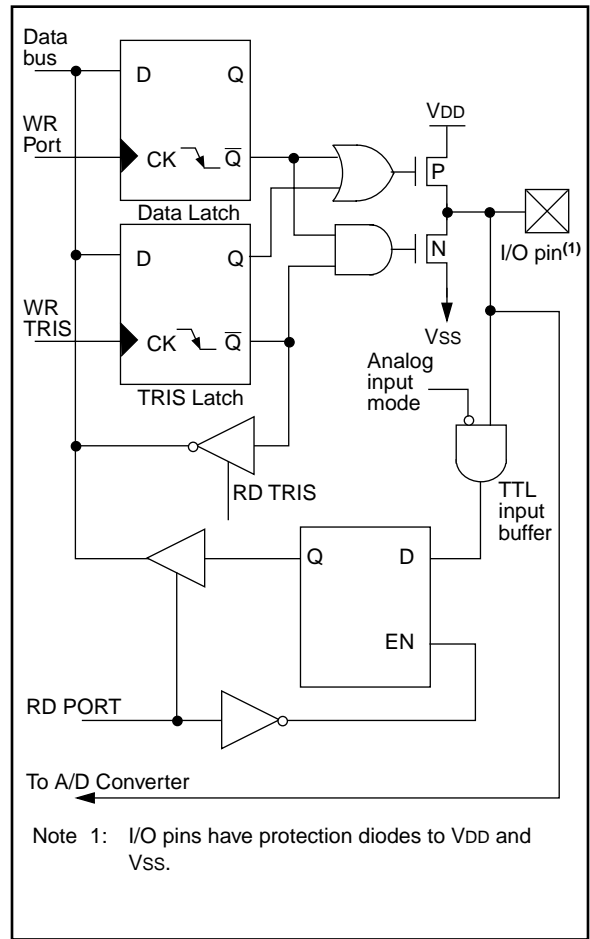 Data
bus
D Q
VDD
WR
Port
CK Q̅
P
Data Latch
N
I/O pin(1)
D Q
WR
TRIS
CK Q̅
VSS
Analog
input
mode
TRIS Latch
RD TRIS
TTL
input
buffer
Q D
EN
RD PORT
To A/D Converter
Note 1: I/O pins have protection diodes to VDD and
VSS.